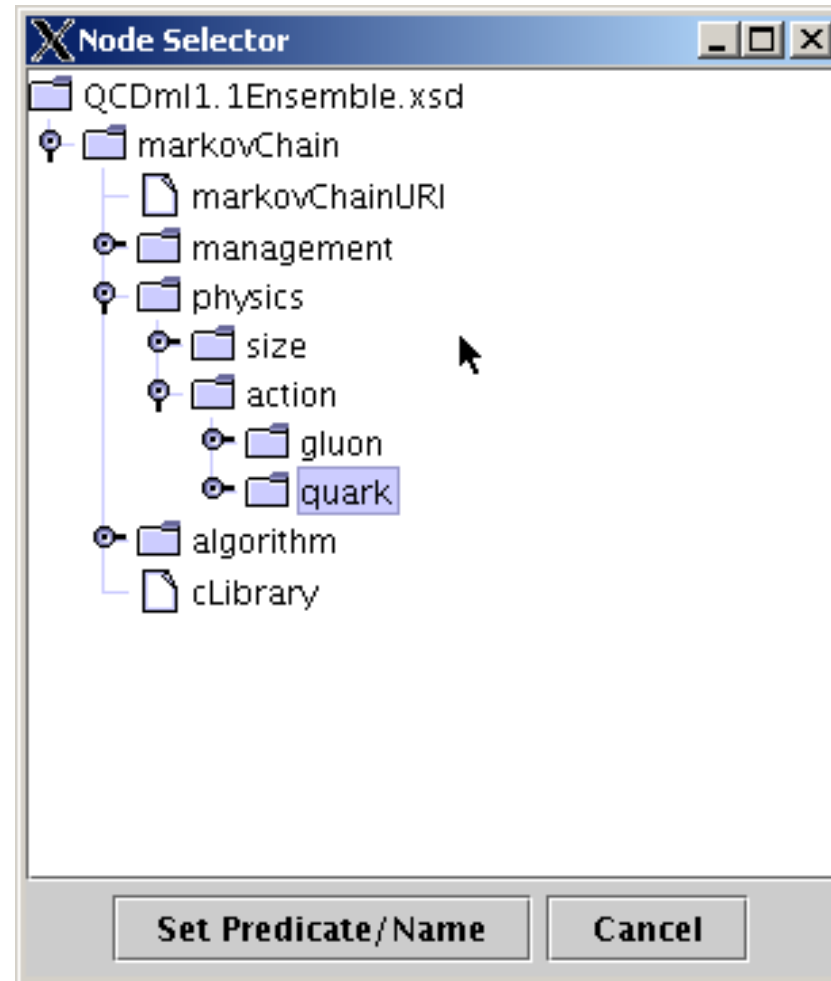 Node Selector
QCDml1.1Ensemble.xsd
markovChain
markovChainURI
management
physics
size
action
gluon
quark
algorithm
cLibrary
Set Predicate/Name Cancel